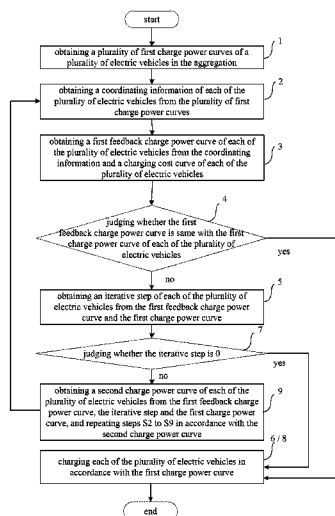 start
1
obtaining a plurality of first charge power curves of a
plurality of electric vehicles in the aggregation
2
obtaining a coordinating information of each of the
plurality of electric vehicles from the plurality of first
charge power curves
3
obtaining a first feedback charge power curve of each of
the plurality of electric vehicles from the coordinating
information and a charging cost curve of each of the
plurality of electric vehicles
4
judging whether the first
feedback charge power curve is same with the first
charge power curve of each of the plurality of
electric vehicles
yes
no
5
obtaining an iterative step of each of the plurality of
electric vehicles from the first feedback charge power
curve and the first charge power curve
7
judging whether the iterative step is 0
yes
no
9
obtaining a second charge power curve of each of the
plurality of electric vehicles from the first feedback charge
power curve, the iterative step and the first charge power
curve, and repeating steps S2 to S9 in accordance with the
second charge power curve
6 / 8
charging each of the plurality of electric vehicles in
accordance with the first charge power curve
end